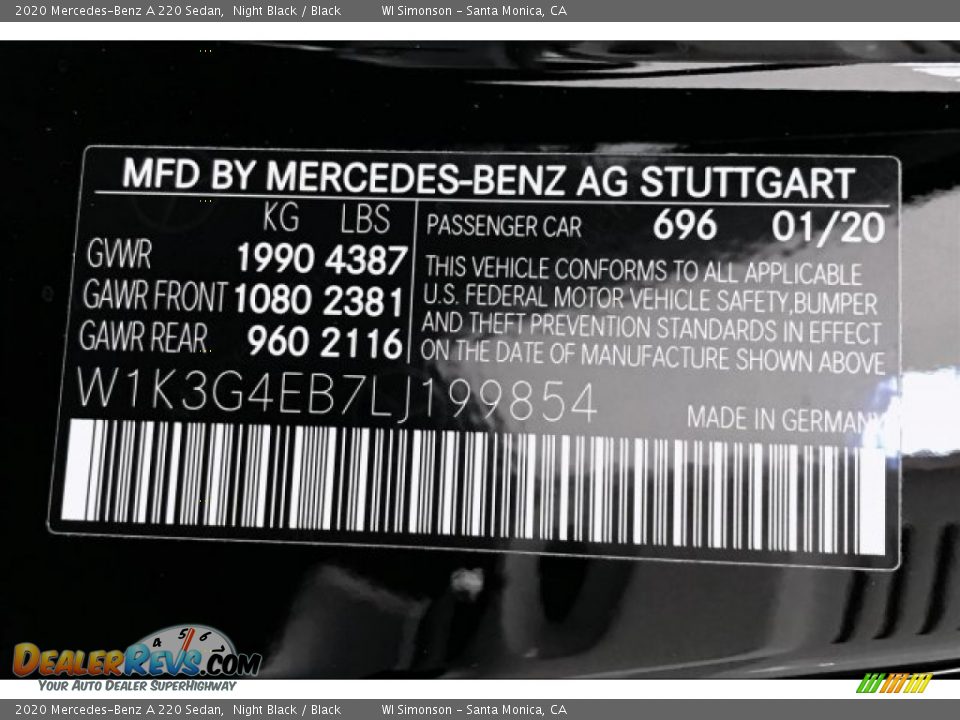 2020 Mercedes-Benz A 220 Sedan, Night Black / Black WI Simonson - Santa Monica, CA
MFD BY MERCEDES-BENZ AG STUTTGART
KG LBS
GVWR 1990 4387
GAWR FRONT 1080 2381
GAWR REAR 960 2116
PASSENGER CAR 696 01/20
THIS VEHICLE CONFORMS TO ALL APPLICABLE
U.S. FEDERAL MOTOR VEHICLE SAFETY,BUMPER
AND THEFT PREVENTION STANDARDS IN EFFECT
ON THE DATE OF MANUFACTURE SHOWN ABOVE
W1K3G4EB7LJ199854
MADE IN GERMANY
4 5 6
DEALERREVS.COM
YOUR AUTO DEALER SUPERHIGHWAY
2020 Mercedes-Benz A 220 Sedan, Night Black / Black WI Simonson - Santa Monica, CA